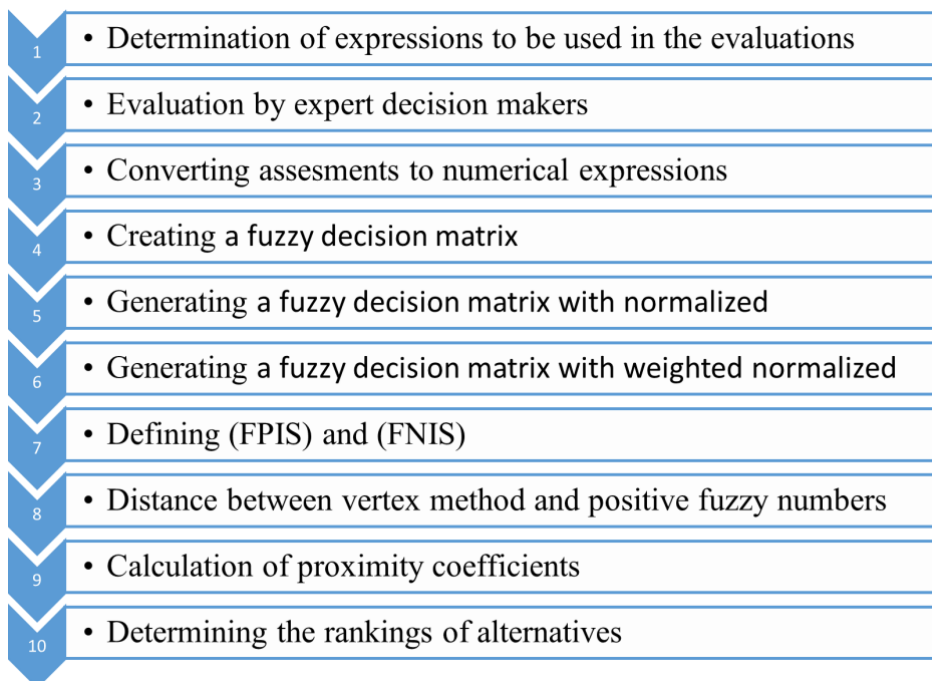 1 • Determination of expressions to be used in the evaluations
2 • Evaluation by expert decision makers
3 • Converting assesments to numerical expressions
4 • Creating a fuzzy decision matrix
5 • Generating a fuzzy decision matrix with normalized
6 • Generating a fuzzy decision matrix with weighted normalized
7 • Defining (FPIS) and (FNIS)
8 • Distance between vertex method and positive fuzzy numbers
9 • Calculation of proximity coefficients
10 • Determining the rankings of alternatives